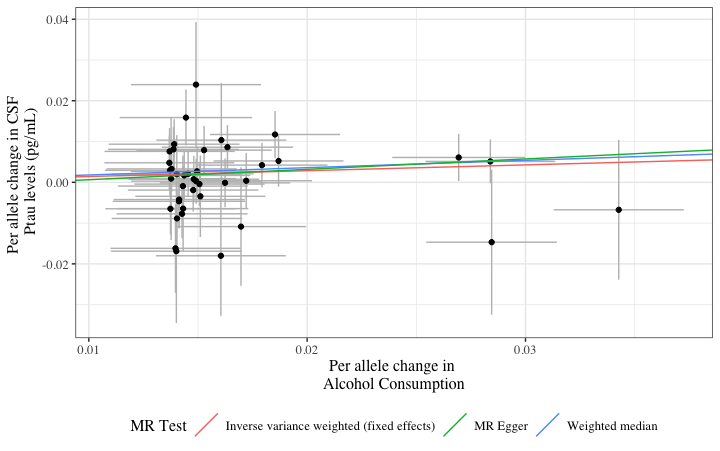 Per allele change in CSF
Ptau levels (pg/mL)
0.04
0.02
0.00
-0.02
0.01
0.02
0.03
Per allele change in
Alcohol Consumption
MR Test
Inverse variance weighted (fixed effects)
MR Egger
Weighted median